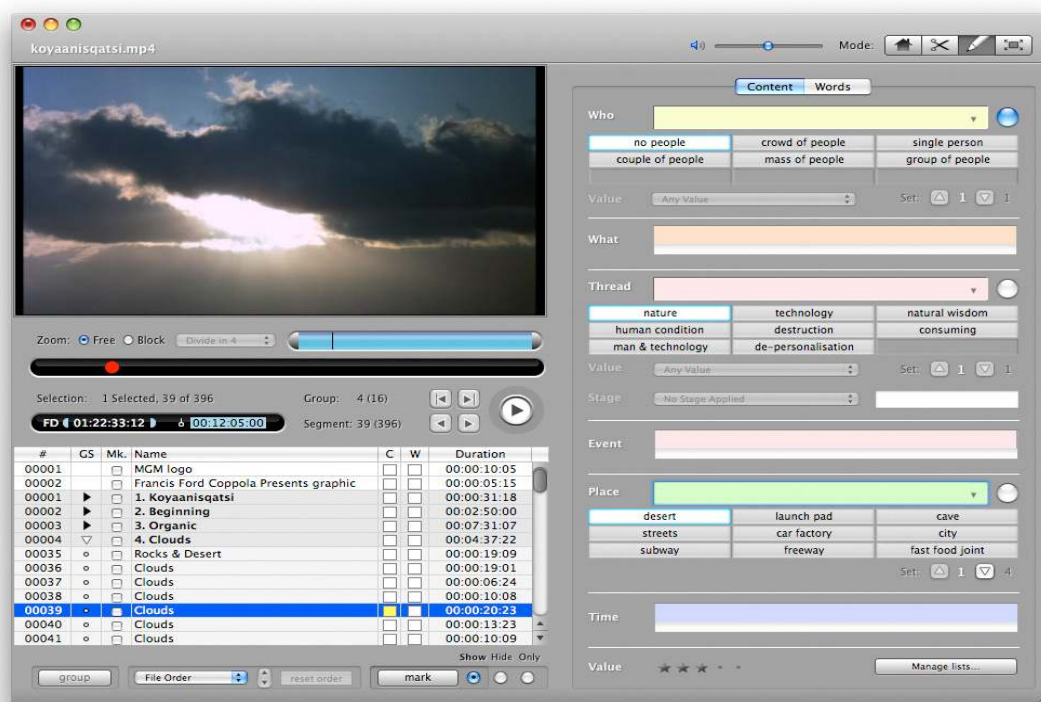 koyaanisqatsi.mp4
Mode:
Content Words
Who
no people crowd of people single person
couple of people mass of people group of people
Value Any Value Set: 1 1
What
Thread
nature technology natural wisdom
human condition destruction consuming
man & technology de-personalisation
Value Any Value Set: 1 1
Stage No Stage Applied
Event
Place
desert launch pad cave
streets car factory city
subway freeway fast food joint
Set: 1 4
Time
Value
Manage lists...
Zoom: Free Block Divide in 4
Selection: 1 Selected, 39 of 396 Group: 4 (16)
FD 01:22:33:12 00:12:05:00 Segment: 39 (396)
# GS Mk. Name C W Duration
00001 MGM logo 00:00:10:05
00002 Francis Ford Coppola Presents graphic 00:00:05:15
00001 1. Koyaanisqatsi 00:00:31:18
00002 2. Beginning 00:02:50:00
00003 3. Organic 00:07:31:07
00004 4. Clouds 00:04:37:22
00035 Rocks & Desert 00:00:19:09
00036 Clouds 00:00:19:01
00037 Clouds 00:00:06:24
00038 Clouds 00:00:10:08
00039 Clouds 00:00:20:23
00040 Clouds 00:00:13:23
00041 Clouds 00:00:10:09
Show Hide Only
group File Order reset order mark